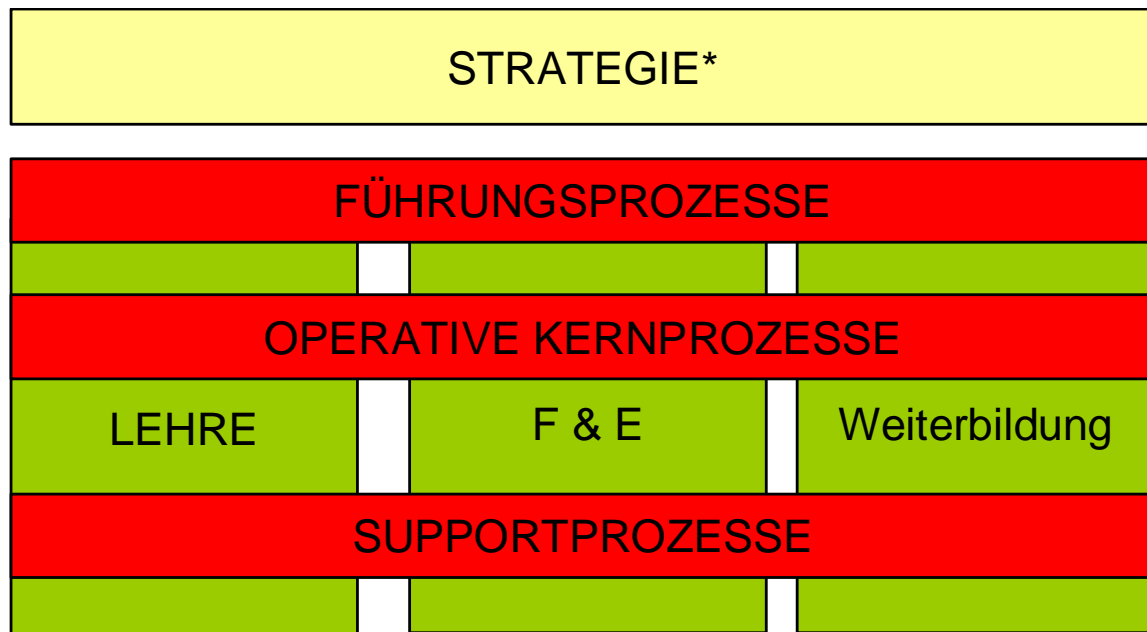 STRATEGIE*
FÜHRUNGSPROZESSE
OPERATIVE KERNPROZESSE
LEHRE
F & E
Weiterbildung
SUPPORTPROZESSE